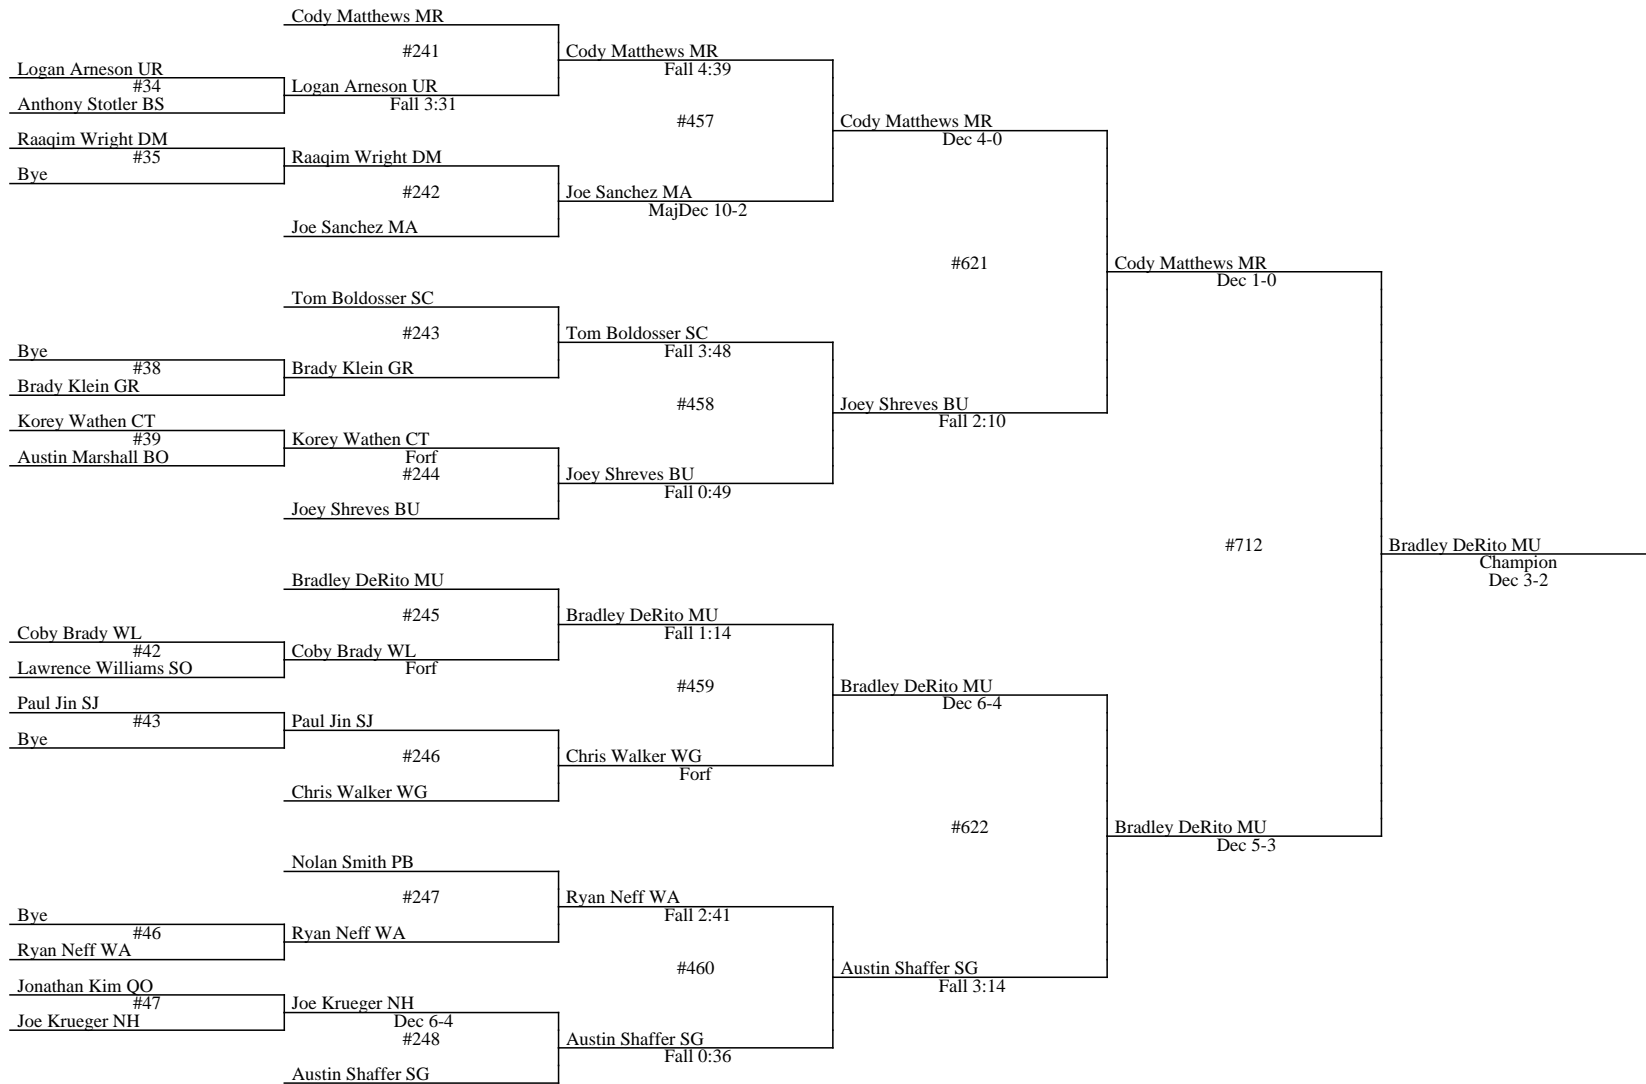 Cody Matthews MR
#241
Cody Matthews MR
Fall 4:39
Logan Arneson UR
#34
Logan Arneson UR
Fall 3:31
Anthony Stotler BS
#457
Cody Matthews MR
Dec 4-0
Raaqim Wright DM
#35
Raaqim Wright DM
Bye
#242
Joe Sanchez MA
MajDec 10-2
Joe Sanchez MA
#621
Cody Matthews MR
Dec 1-0
Tom Boldosser SC
#243
Tom Boldosser SC
Fall 3:48
Bye
#38
Brady Klein GR
Brady Klein GR
#458
Joey Shreves BU
Fall 2:10
Korey Wathen CT
#39
Korey Wathen CT
Forf
Austin Marshall BO
#244
Joey Shreves BU
Fall 0:49
Joey Shreves BU
#712
Bradley DeRito MU
Champion
Dec 3-2
Bradley DeRito MU
#245
Bradley DeRito MU
Fall 1:14
Coby Brady WL
#42
Coby Brady WL
Forf
Lawrence Williams SO
#459
Bradley DeRito MU
Dec 6-4
Paul Jin SJ
#43
Paul Jin SJ
Bye
#246
Chris Walker WG
Forf
Chris Walker WG
#622
Bradley DeRito MU
Dec 5-3
Nolan Smith PB
#247
Ryan Neff WA
Fall 2:41
Bye
#46
Ryan Neff WA
Ryan Neff WA
#460
Austin Shaffer SG
Fall 3:14
Jonathan Kim QO
#47
Joe Krueger NH
Dec 6-4
Joe Krueger NH
#248
Austin Shaffer SG
Fall 0:36
Austin Shaffer SG